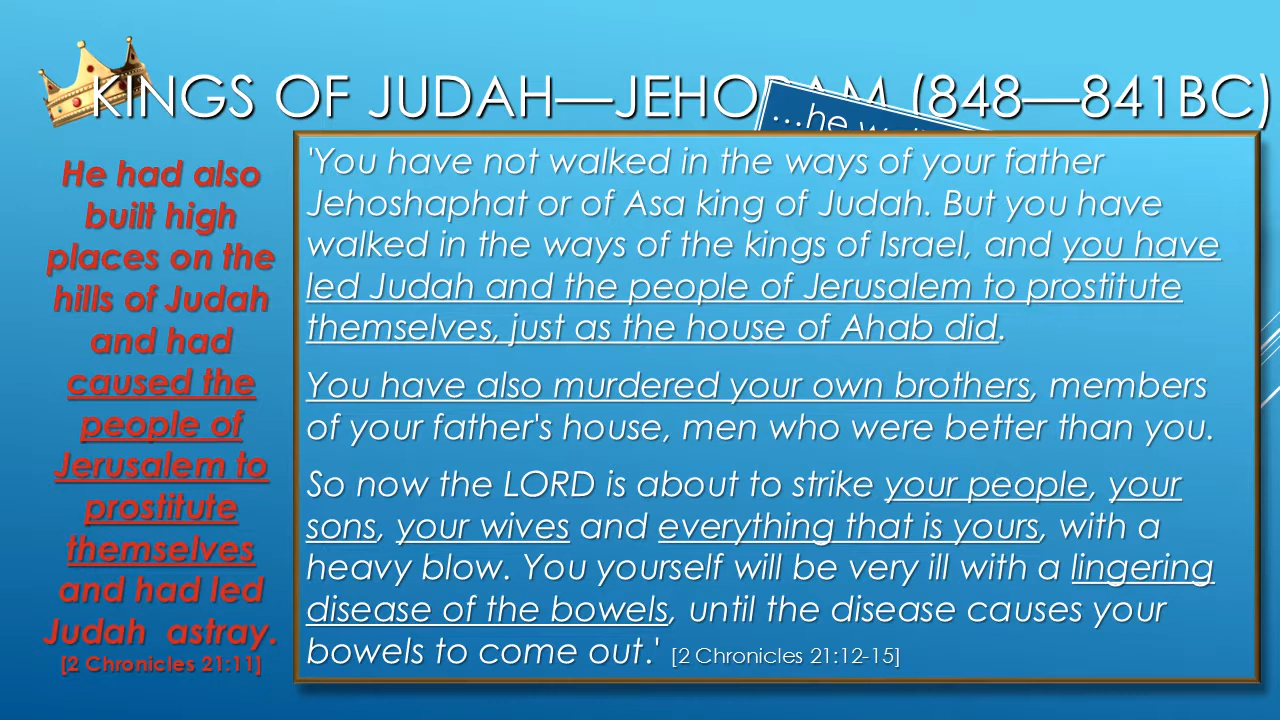 KINGS OF JUDAH—JEHORAM (848—841BC)
...he w
He had also
built high
places on the
hills of Judah
and had
caused the
people of
Jerusalem to
prostitute
themselves
and had led
Judah  astray.
[2 Chronicles 21:11]
'You have not walked in the ways of your father
Jehoshaphat or of Asa king of Judah. But you have
walked in the ways of the kings of Israel, and you have
led Judah and the people of Jerusalem to prostitute
themselves, just as the house of Ahab did.
You have also murdered your own brothers, members
of your father's house, men who were better than you.
So now the LORD is about to strike your people, your
sons, your wives and everything that is yours, with a
heavy blow. You yourself will be very ill with a lingering
disease of the bowels, until the disease causes your
bowels to come out.' [2 Chronicles 21:12-15]